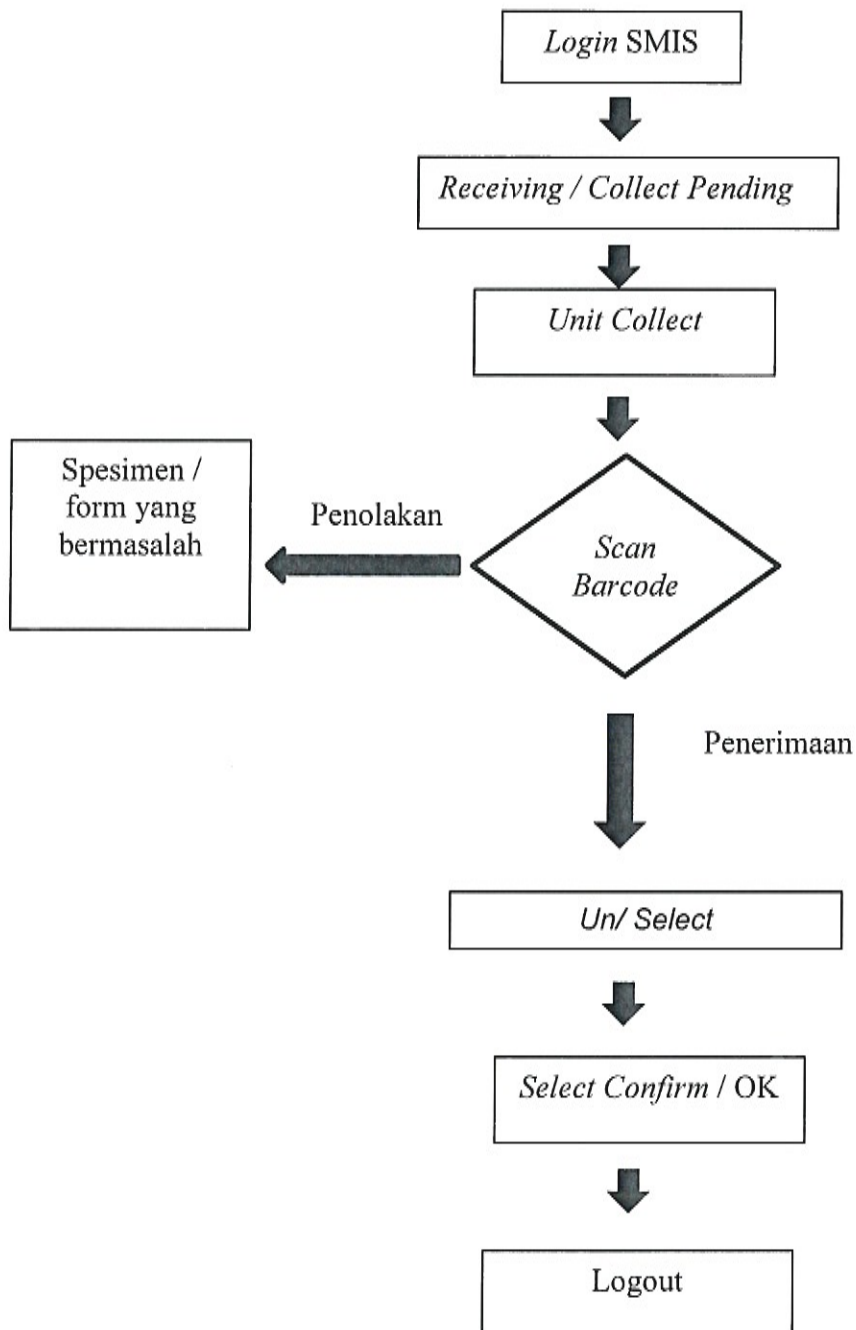 Login SMIS
Receiving / Collect Pending
Unit Collect
Spesimen /
form yang
bermasalah
Penolakan
Scan
Barcode
Penerimaan
Un/ Select
Select Confirm / OK
Logout